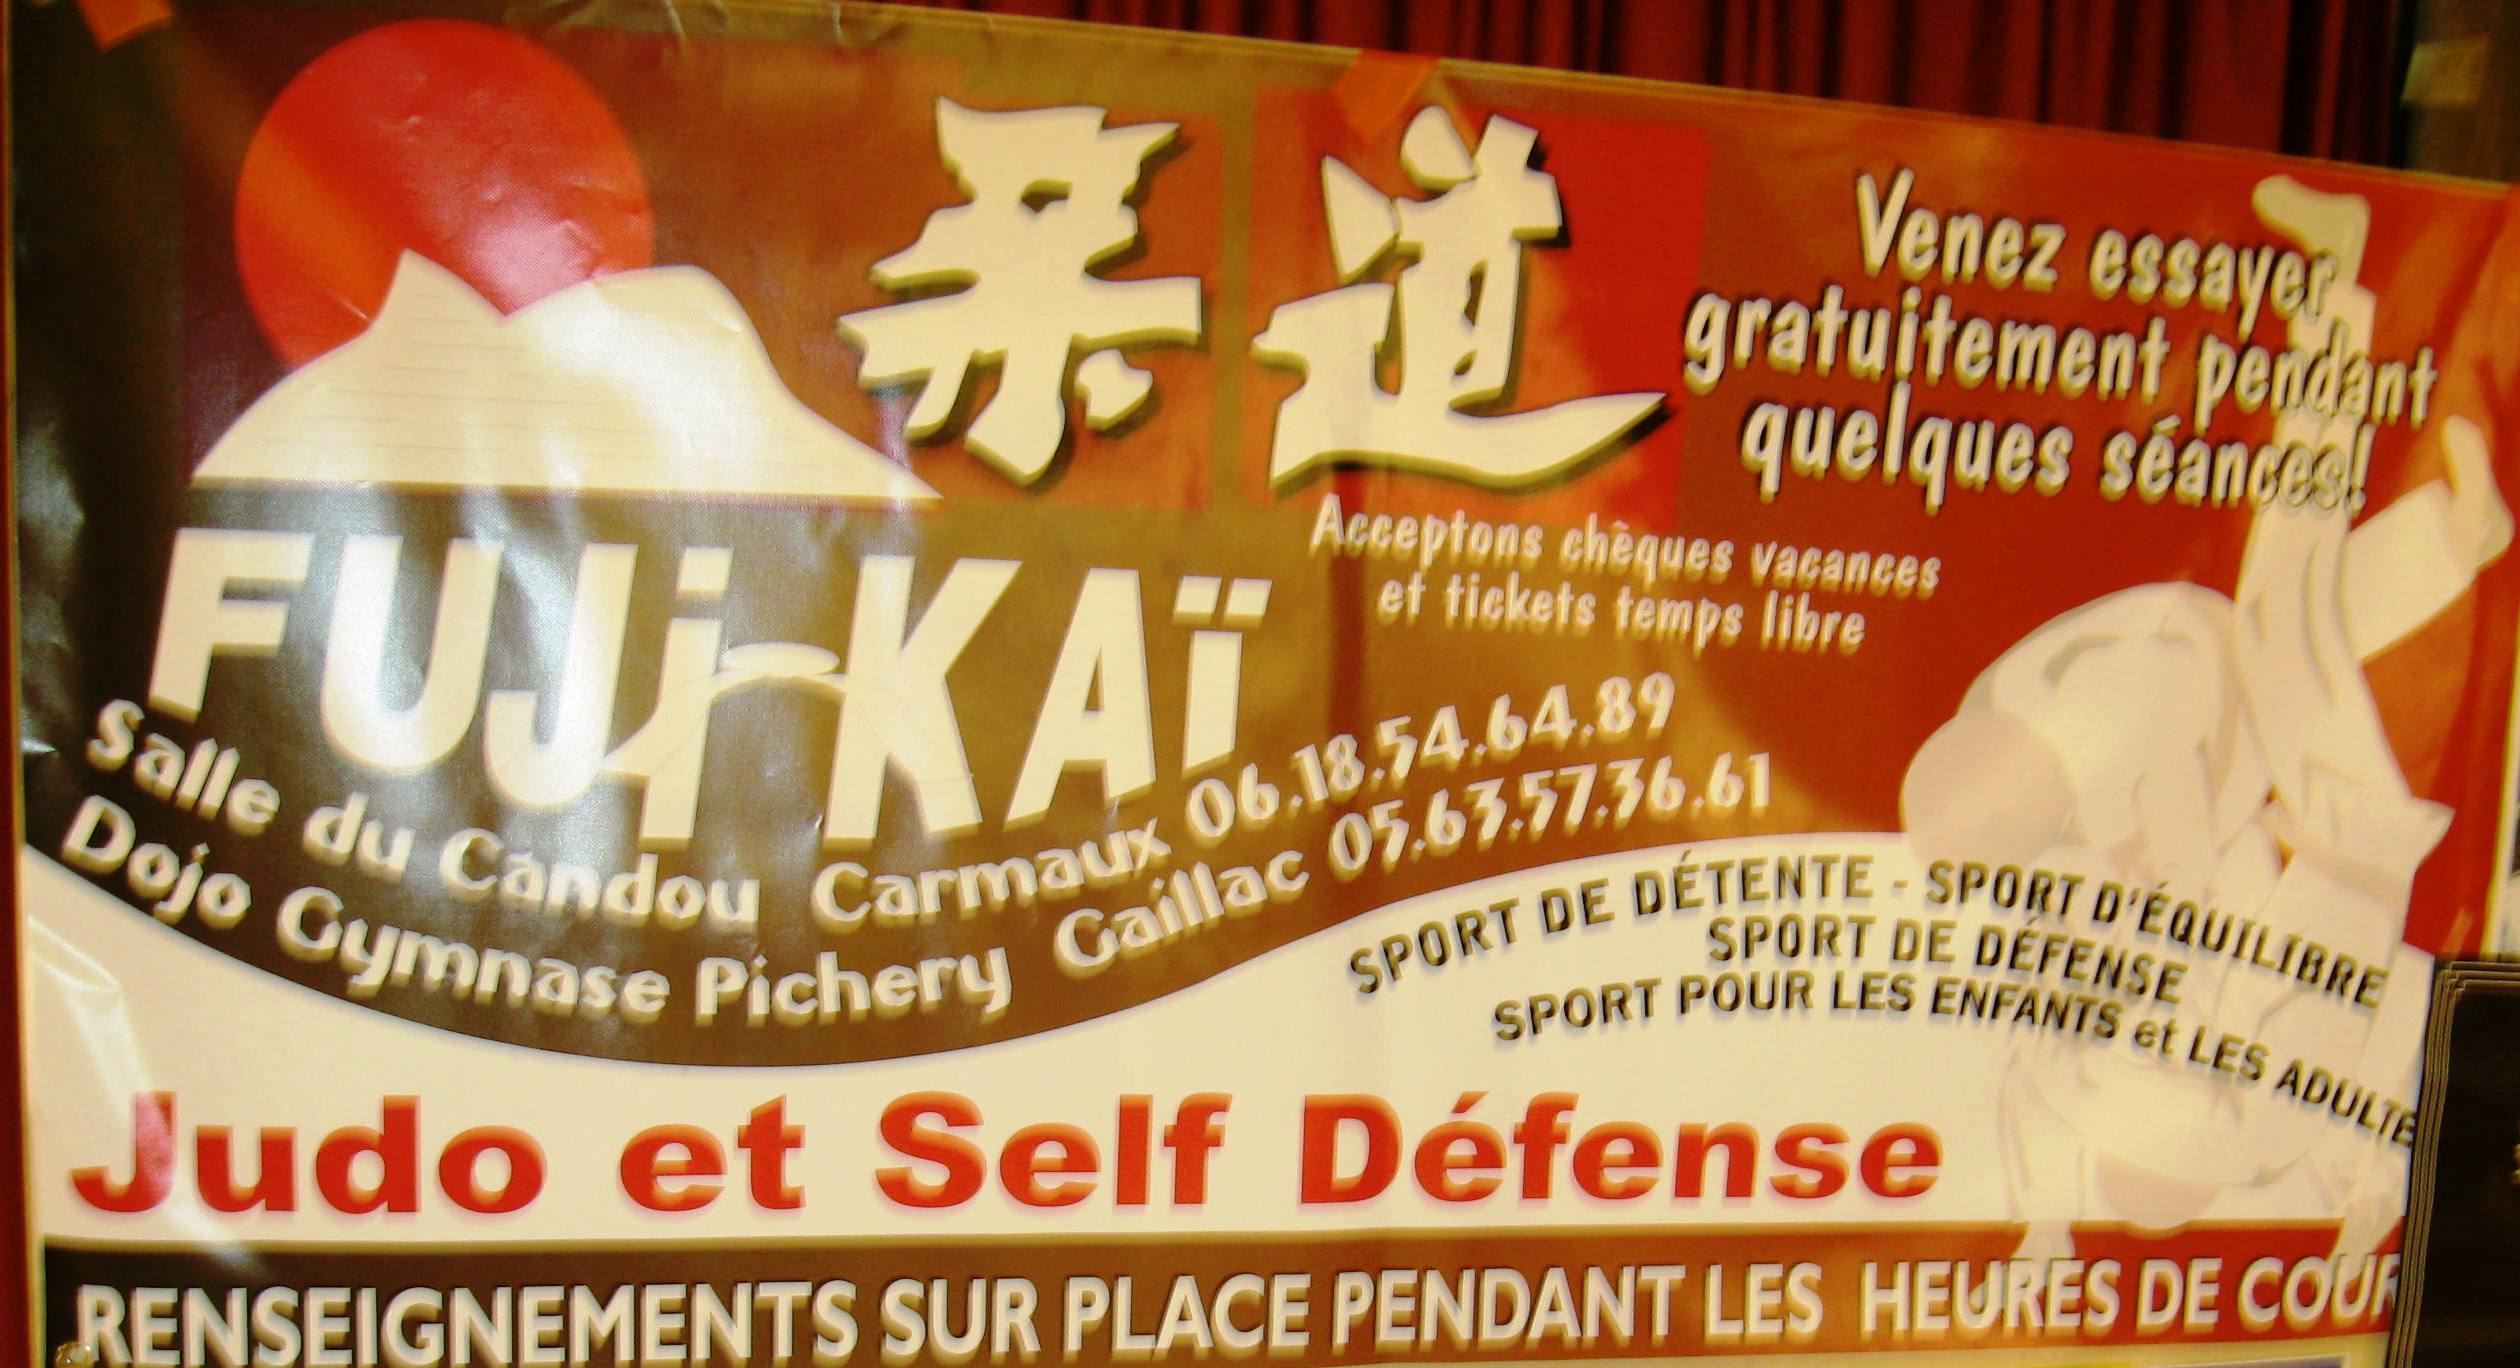 柔道
Venez essayer
gratuitement pendant
quelques séances!
Acceptons chèques vacances
et tickets temps libre
FUJi-KAÏ
Salle du Candou Carmaux 06.18.54.64.89
Dojo Gymnase Pichery Gaillac 05.63.57.36.61
SPORT DE DÉTENTE - SPORT D'ÉQUILIBRE
SPORT DE DÉFENSE
SPORT POUR LES ENFANTS et LES ADULTE
Judo et Self Défense
RENSEIGNEMENTS SUR PLACE PENDANT LES HEURES DE COUR